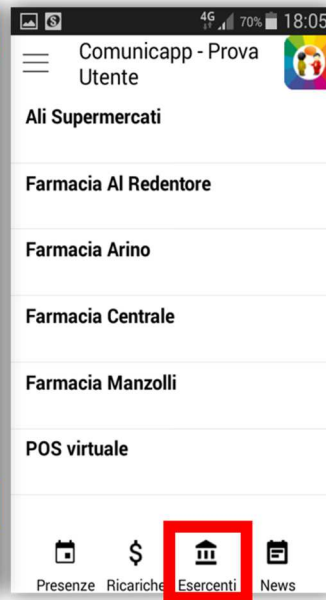 4G 70% 18:05
Comunicapp - Prova
Utente
Ali Supermercati
Farmacia Al Redentore
Farmacia Arino
Farmacia Centrale
Farmacia Manzolli
POS virtuale
Presenze Ricariche Esercenti News